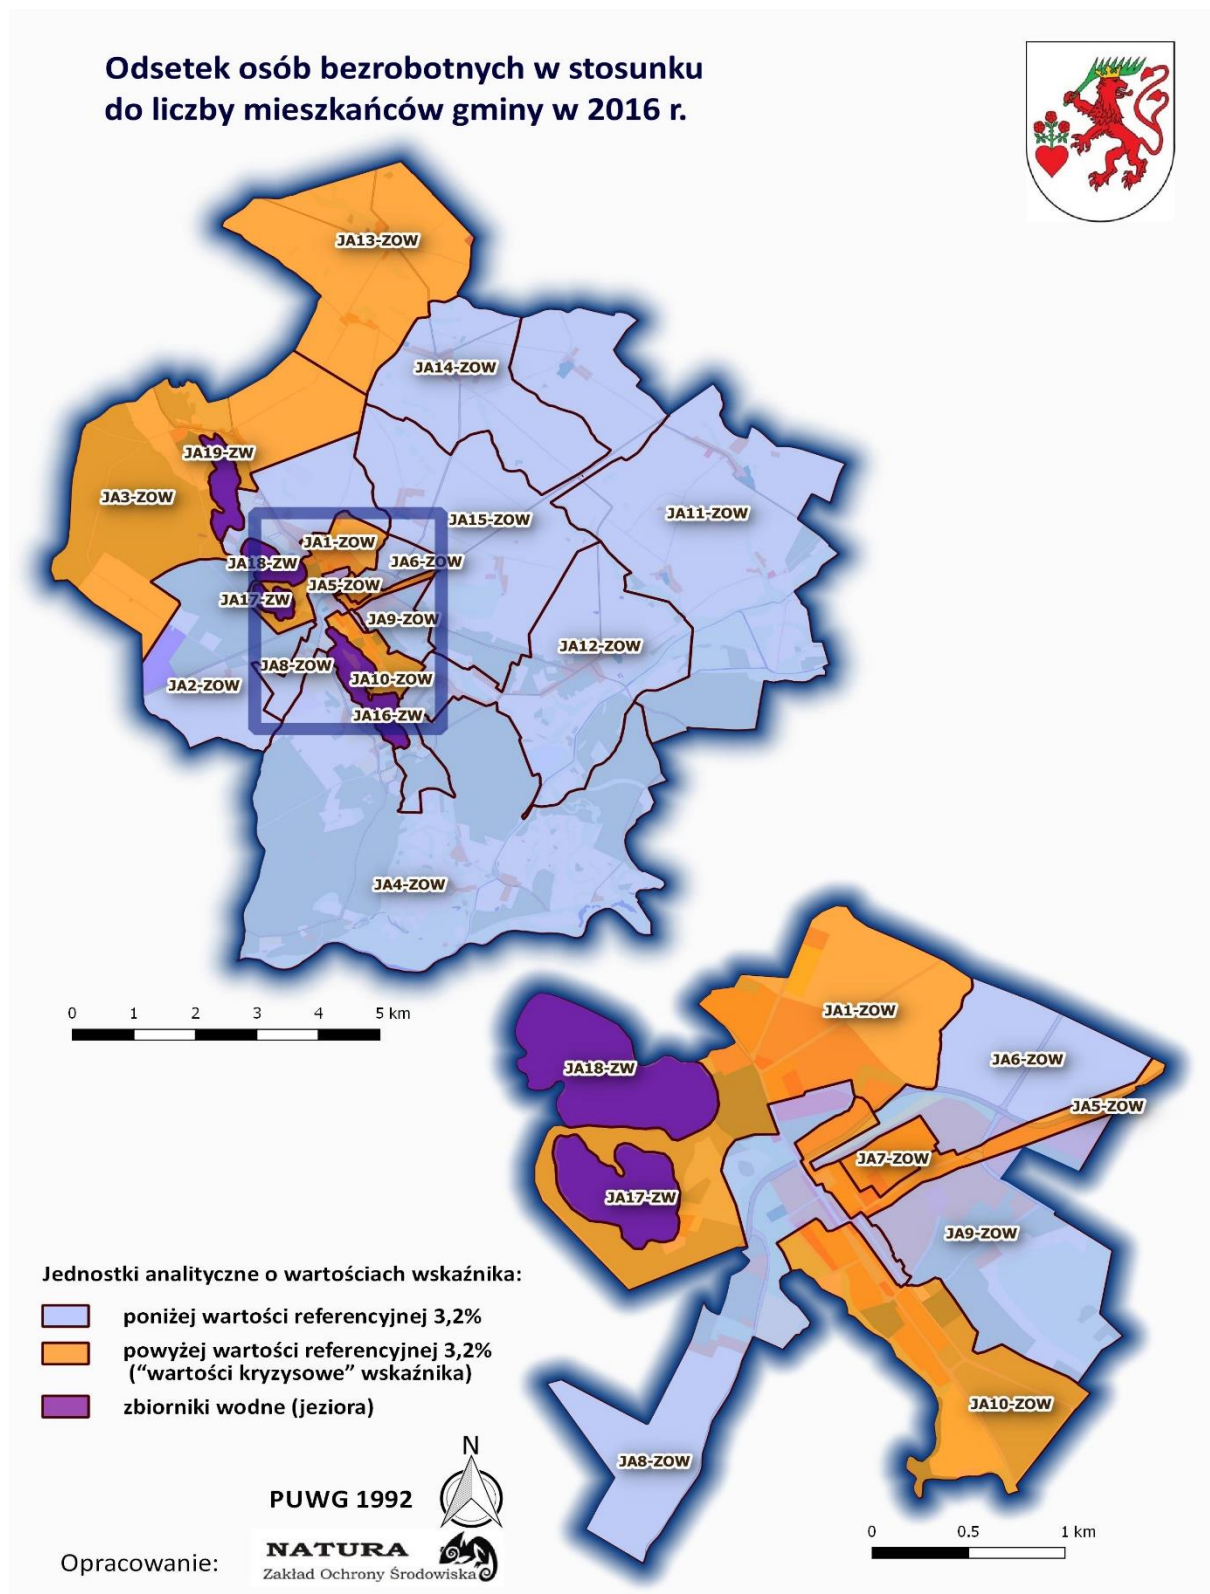 Odsetek osób bezrobotnych w stosunku
do liczby mieszkańców gminy w 2016 r.
JA13-ZOW
JA14-ZOW
JA19-ZW
JA3-ZOW
JA15-ZOW
JA11-ZOW
JA1-ZOW
JA18-ZW
JA6-ZOW
JA5-ZOW
JA17-ZW
JA9-ZOW
JA12-ZOW
JA8-ZOW
JA2-ZOW
JA10-ZOW
JA16-ZW
JA4-ZOW
0 1 2 3 4 5 km
JA1-ZOW
JA6-ZOW
JA18-ZW
JA5-ZOW
JA7-ZOW
JA17-ZW
JA9-ZOW
JA10-ZOW
JA8-ZOW
0 0.5 1 km
Jednostki analityczne o wartościach wskaźnika:
poniżej wartości referencyjnej 3,2%
powyżej wartości referencyjnej 3,2%
(“wartości kryzysowe” wskaźnika)
zbiorniki wodne (jeziora)
N
PUWG 1992
Opracowanie:
NATURA
Zakład Ochrony Środowiska